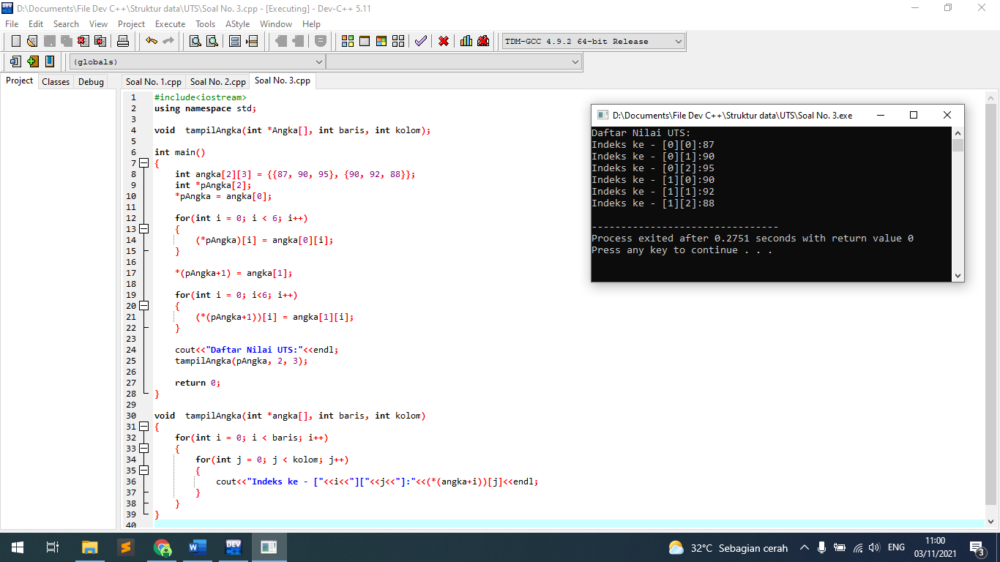 D:\Documents\File Dev C++\Struktur data\UTS\Soal No. 3.cpp - [Executing] - Dev-C++ 5.11
File Edit Search View Project Execute Tools AStyle Window Help
TDM-GCC 4.9.2 64-bit Release
(globals)
Project Classes Debug
Soal No. 1.cpp Soal No. 2.cpp Soal No. 3.cpp
1 #include<iostream>
2 using namespace std;
3
4 void  tampilAngka(int *Angka[], int baris, int kolom);
5
6 int main()
7 {
8     int angka[2][3] = {{87, 90, 95}, {90, 92, 88}};
9     int *pAngka[2];
10     *pAngka = angka[0];
11
12     for(int i = 0; i < 6; i++)
13     {
14         (*pAngka)[i] = angka[0][i];
15     }
16
17     *(pAngka+1) = angka[1];
18
19     for(int i = 0; i<6; i++)
20     {
21         (*(pAngka+1))[i] = angka[1][i];
22     }
23
24     cout<<"Daftar Nilai UTS:"<<endl;
25     tampilAngka(pAngka, 2, 3);
26
27     return 0;
28 }
29
30 void  tampilAngka(int *angka[], int baris, int kolom)
31 {
32     for(int i = 0; i < baris; i++)
33     {
34         for(int j = 0; j < kolom; j++)
35         {
36             cout<<"Indeks ke - ["<<i<<"]["<<j<<"]:"<<(*(angka+i))[j]<<endl;
37         }
38     }
39 }
40
D:\Documents\File Dev C++\Struktur data\UTS\Soal No. 3.exe
Daftar Nilai UTS:
Indeks ke - [0][0]:87
Indeks ke - [0][1]:90
Indeks ke - [0][2]:95
Indeks ke - [1][0]:90
Indeks ke - [1][1]:92
Indeks ke - [1][2]:88
--------------------------------
Process exited after 0.2751 seconds with return value 0
Press any key to continue . . .
DEV
32°C Sebagian cerah
ENG
11:00
03/11/2021
3